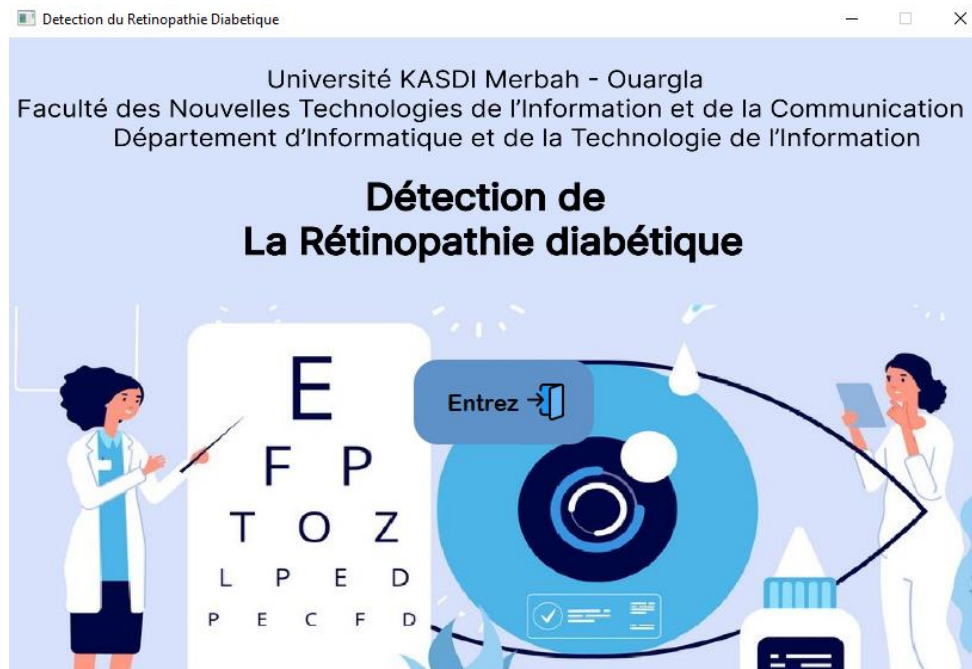 Detection du Retinopathie Diabetique
Université KASDI Merbah - Ouargla
Faculté des Nouvelles Technologies de l’Information et de la Communication
Département d’Informatique et de la Technologie de l’Information
Détection de
La Rétinopathie diabétique
Entrez
E
F P
T O Z
L P E D
P E C F D